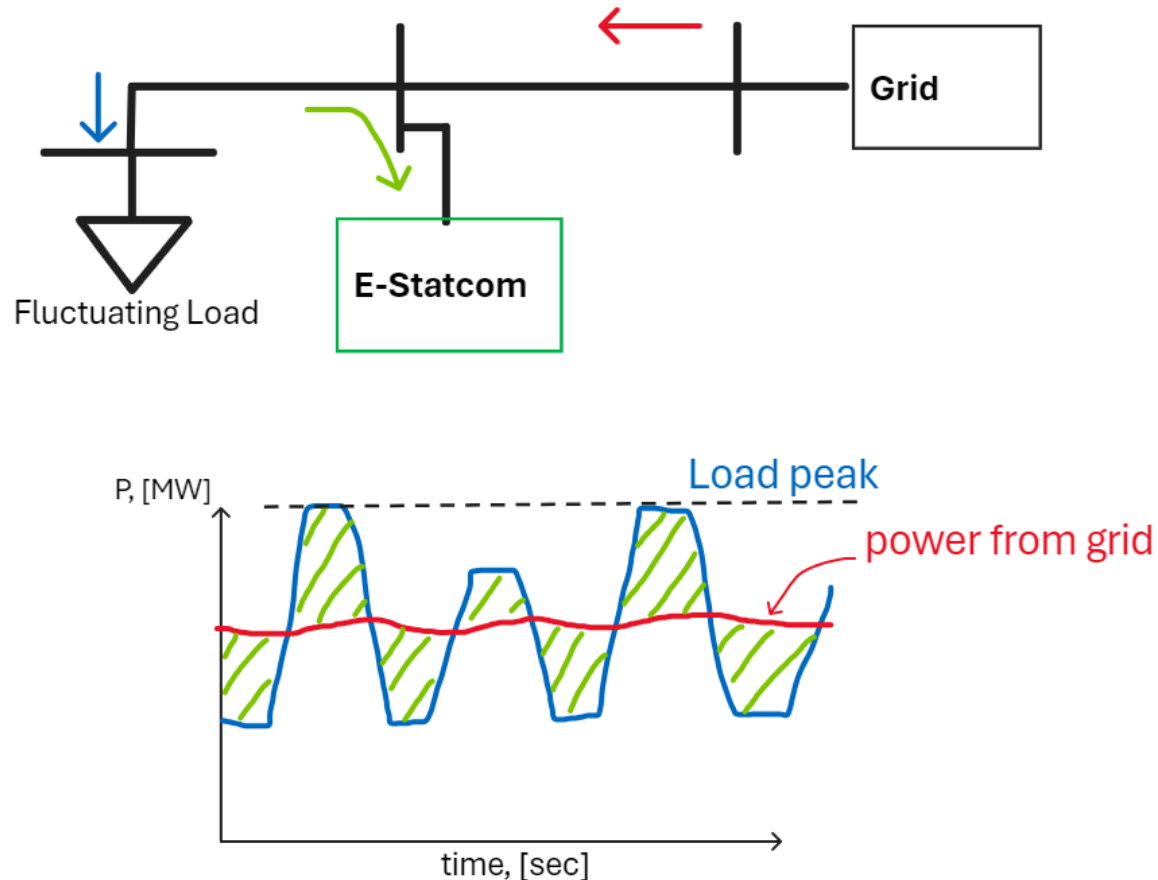 Grid
E-Statcom
Fluctuating Load
Load peak
P, [MW]
power from grid
time, [sec]